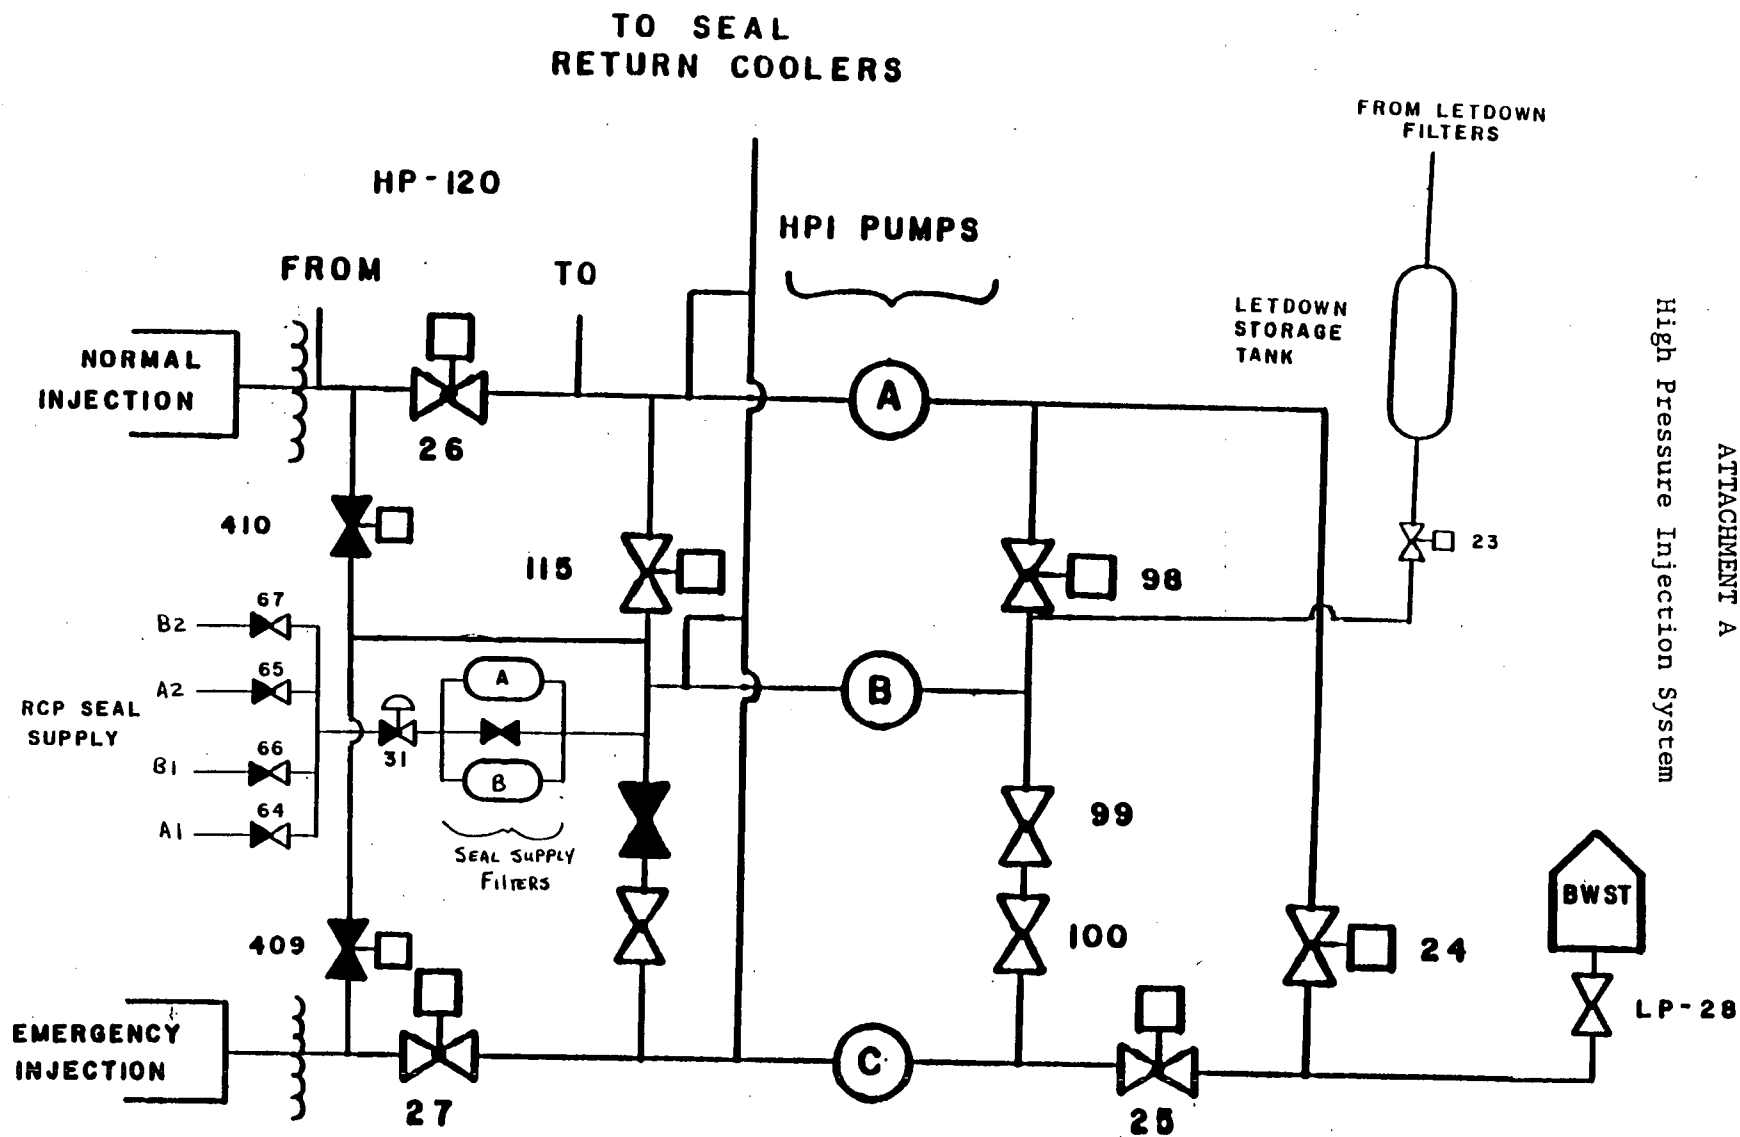 TO SEAL
RETURN COOLERS
FROM LETDOWN
FILTERS
HP-120
HPI PUMPS
FROM
TO
LETDOWN
STORAGE
TANK
NORMAL
INJECTION
A
26
410
115
98
23
67
B2
65
A2
A
B
RCP SEAL
SUPPLY
66
B1
31
B
64
A1
99
SEAL SUPPLY
FILTERS
BWST
409
100
24
LP-28
EMERGENCY
INJECTION
C
27
25
ATTACHMENT A
High Pressure Injection System